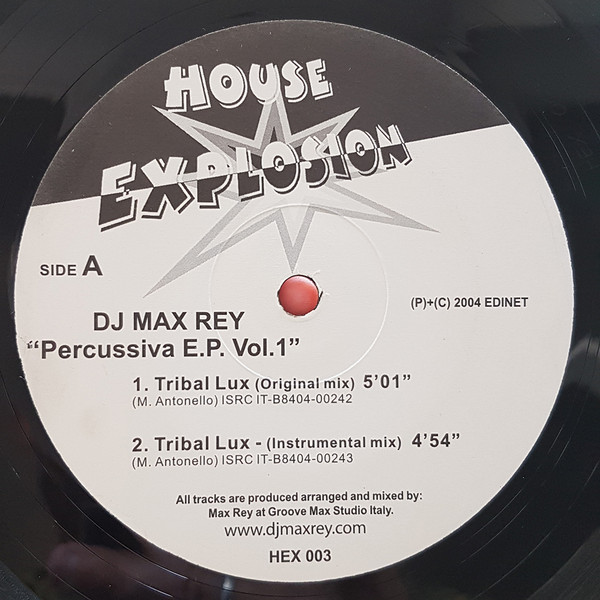 HOUSE
EXPLOSION
SIDE A
(P)+(C) 2004 EDINET
DJ MAX REY
"Percussiva E.P. Vol.1"
1. Tribal Lux (Original mix) 5'01"
(M. Antonello) ISRC IT-B8404-00242
2. Tribal Lux - (Instrumental mix) 4'54"
(M. Antonello) ISRC IT-B8404-00243
All tracks are produced arranged and mixed by:
Max Rey at Groove Max Studio Italy.
www.djmaxrey.com
HEX 003